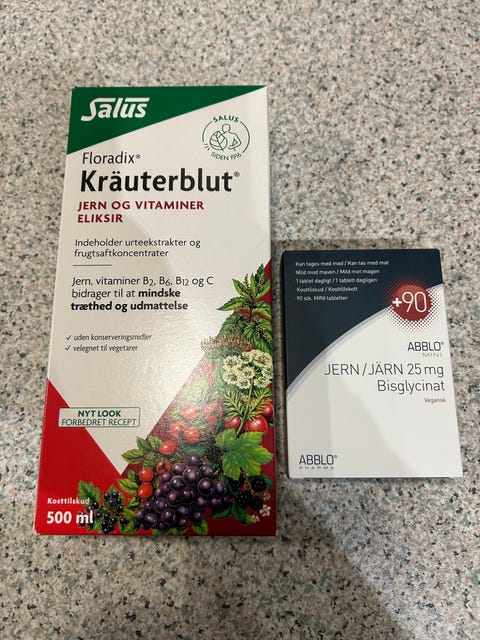 Salus
SALUS
SIDEN 1916
Floradix®
Kräuterblut®
JERN OG VITAMINER
ELIKSIR
Indeholder urteekstrakter og
frugtsaftkoncentrater
Jern, vitaminer B2, B6, B12 og C
bidrager til at mindske
træthed og udmattelse
✓ uden konserveringsmidler
✓ velegnet til vegetarer
NYT LOOK
FORBEDRET RECEPT
Kosttilskud
500 ml
Kan tages med mad / Kan tas med mat
Mild mod maven / Mild mot magen
1 tablet dagligt / 1 tablett dagligen
Kosttilskud / Kosttillskott
90 stk. MINI tabletter
+90
ABBLO®
MINI
JERN / JÄRN 25 mg
Bisglycinat
Vegansk
ABBLO®
PHARMA